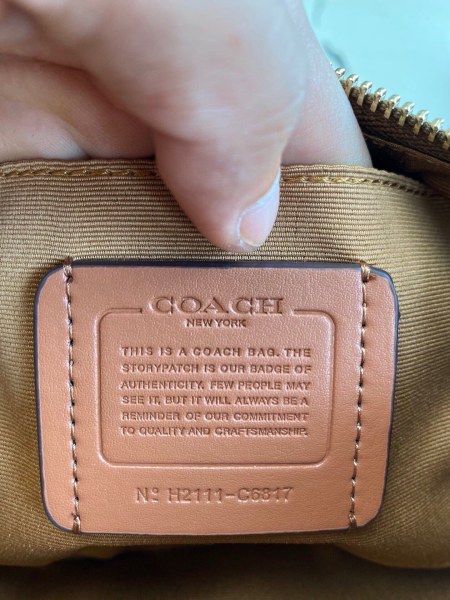 COACH
NEW YORK
THIS IS A COACH BAG. THE
STORYPATCH IS OUR BADGE OF
AUTHENTICITY. FEW PEOPLE MAY
SEE IT, BUT IT WILL ALWAYS BE A
REMINDER OF OUR COMMITMENT
TO QUALITY AND CRAFTSMANSHIP.
Nº H2111-C6817